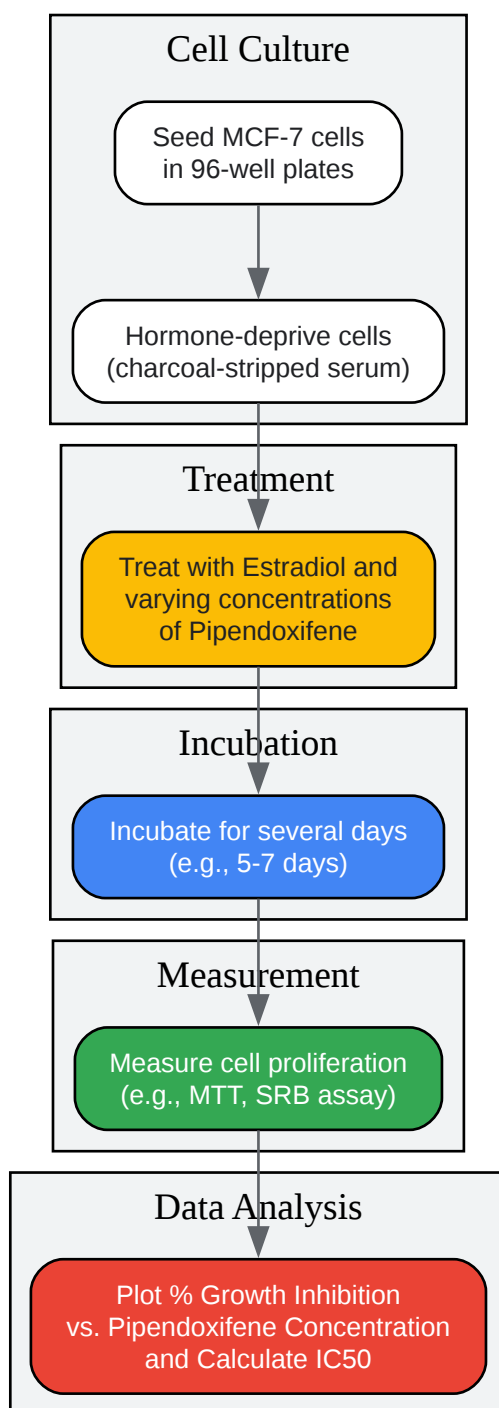 Cell Culture
Seed MCF-7 cells
in 96-well plates
Hormone-deprive cells
(charcoal-stripped serum)
Treatment
Treat with Estradiol and
varying concentrations
of Pipendoxifene
Incubation
Incubate for several days
(e.g., 5-7 days)
Measurement
Measure cell proliferation
(e.g., MTT, SRB assay)
Data Analysis
Plot % Growth Inhibition
vs. Pipendoxifene Concentration
and Calculate IC50